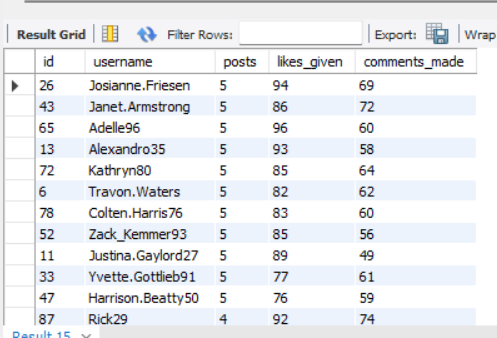 Result Grid Filter Rows: Export: Wrap
id username posts likes_given comments_made
26 Josianne.Friesen 5 94 69
43 Janet.Armstrong 5 86 72
65 Adelle96 5 96 60
13 Alexandro35 5 93 58
72 Kathryn80 5 85 64
6 Travon.Waters 5 82 62
78 Colten.Harris76 5 83 60
52 Zack_Kemmer93 5 85 56
11 Justina.Gaylord27 5 89 49
33 Yvette.Gottlieb91 5 77 61
47 Harrison.Beatty50 5 76 59
87 Rick29 4 92 74
Result 15